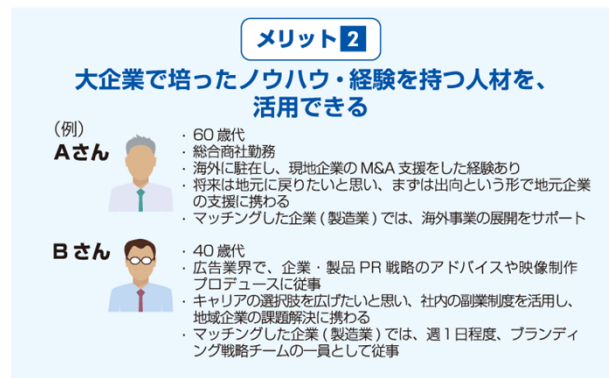 メリット2
大企業で培ったノウハウ・経験を持つ人材を、
活用できる
（例）
Aさん
・60歳代
・総合商社勤務
・海外に駐在し、現地企業のM&A支援をした経験あり
・将来は地元に戻りたいと思い、まずは出向という形で地元企業
の支援に携わる
・マッチングした企業(製造業)では、海外事業の展開をサポート
Bさん
・40歳代
・広告業界で、企業・製品PR戦略のアドバイスや映像制作
プロデュースに従事
・キャリアの選択肢を広げたいと思い、社内の副業制度を活用し、
地域企業の課題解決に携わる
・マッチングした企業(製造業)では、週1日程度、ブランディ
ング戦略チームの一員として従事